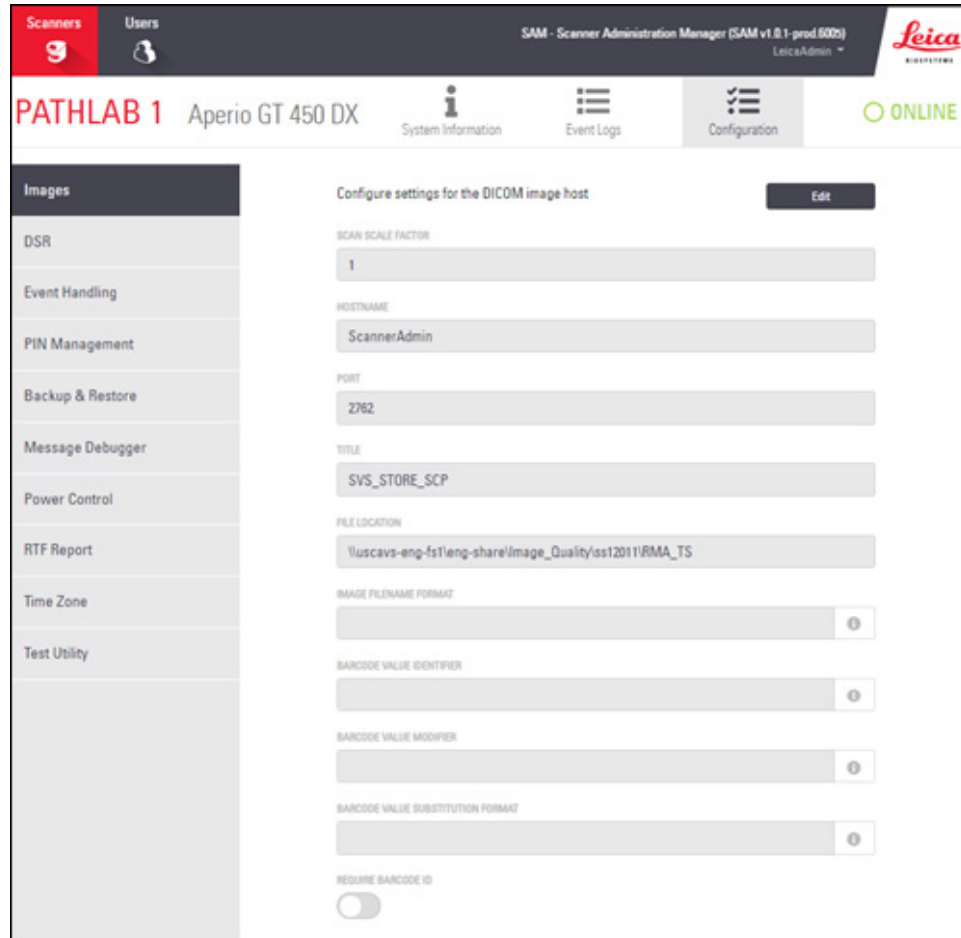 Scanners
Users
SAM - Scanner Administration Manager (SAM v1.0.1-prod.6005)
LeicaAdmin
Leica
BIOSYSTEMS
PATHLAB 1
Aperio GT 450 DX
System Information
Event Logs
Configuration
ONLINE
Images
DSR
Event Handling
PIN Management
Backup & Restore
Message Debugger
Power Control
RTF Report
Time Zone
Test Utility
Configure settings for the DICOM image host
Edit
SCAN SCALE FACTOR
1
HOSTNAME
ScannerAdmin
PORT
2762
TITLE
SVS_STORE_SCP
FILE LOCATION
\\uscavs-eng-fs1\eng-share\Image_Quality\ss12011\RMA_TS
IMAGE FILENAME FORMAT
BARCODE VALUE IDENTIFIER
BARCODE VALUE MODIFIER
BARCODE VALUE SUBSTITUTION FORMAT
REQUIRE BARCODE ID